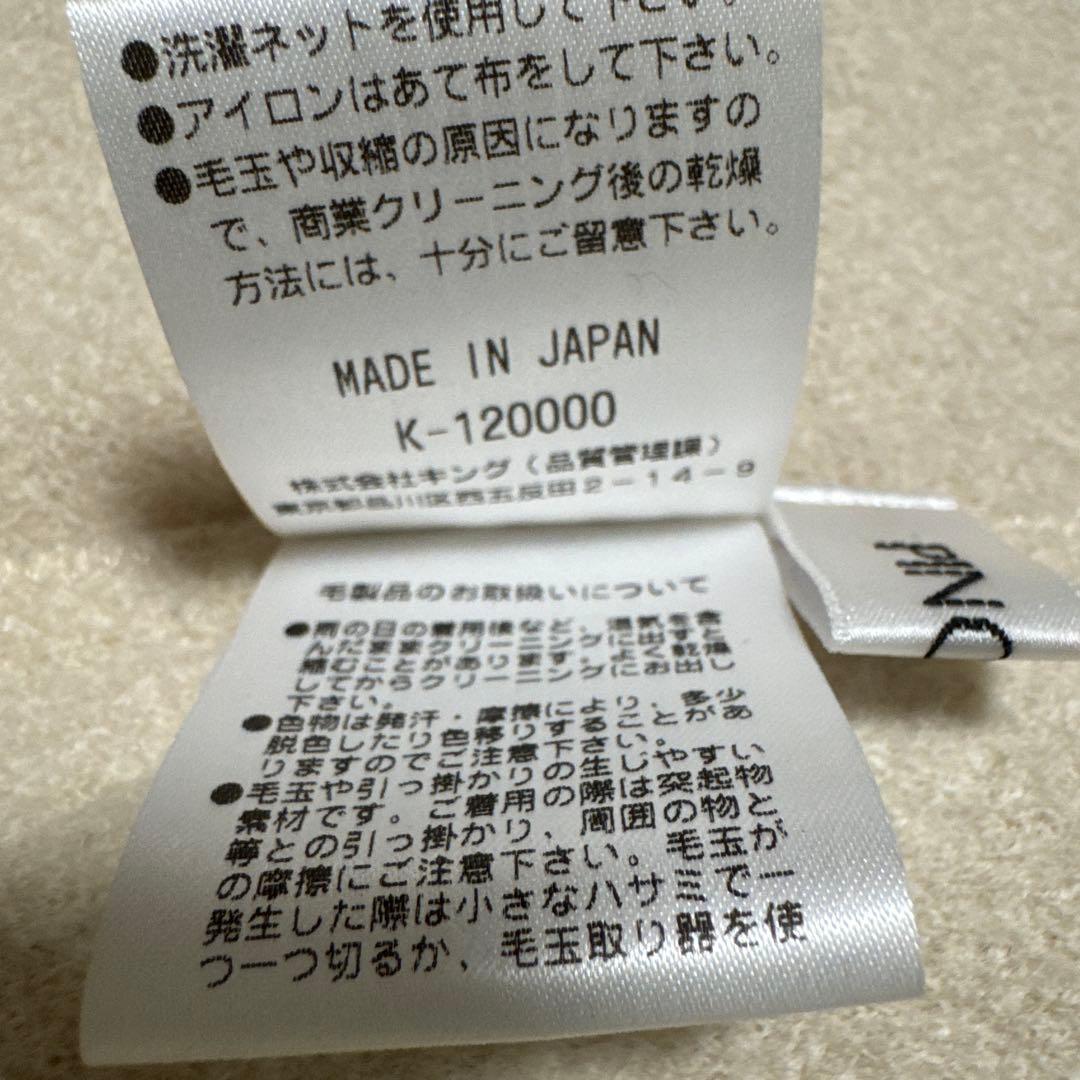 ●洗濯ネットを使用して下さい。
●アイロンはあて布をして下さい。
●毛玉や収縮の原因になりますの
で、商業クリーニング後の乾燥
方法には、十分にご留意下さい。
MADE IN JAPAN
K-120000
株式会社キング(品質管理課)
東京都品川区西五反田2-14-9
毛製品のお取扱いについて
●雨の日の着用後など、湿気を含
んだままクリーニングに出すと
縮むことがありますのでよく乾燥
してからクリーニングにお出し
下さい。
●色物は発汗・摩擦により、多少
脱色したり色移りすることがあ
りますのでご注意下さい。
●毛玉や引っ掛かりの生じやすい
素材です。ご着用の際は突起物
等との引っ掛かり、周囲の物と
の摩擦にご注意下さい。毛玉が
発生した際は小さなハサミで一
つ一つ切るか、毛玉取り器を使